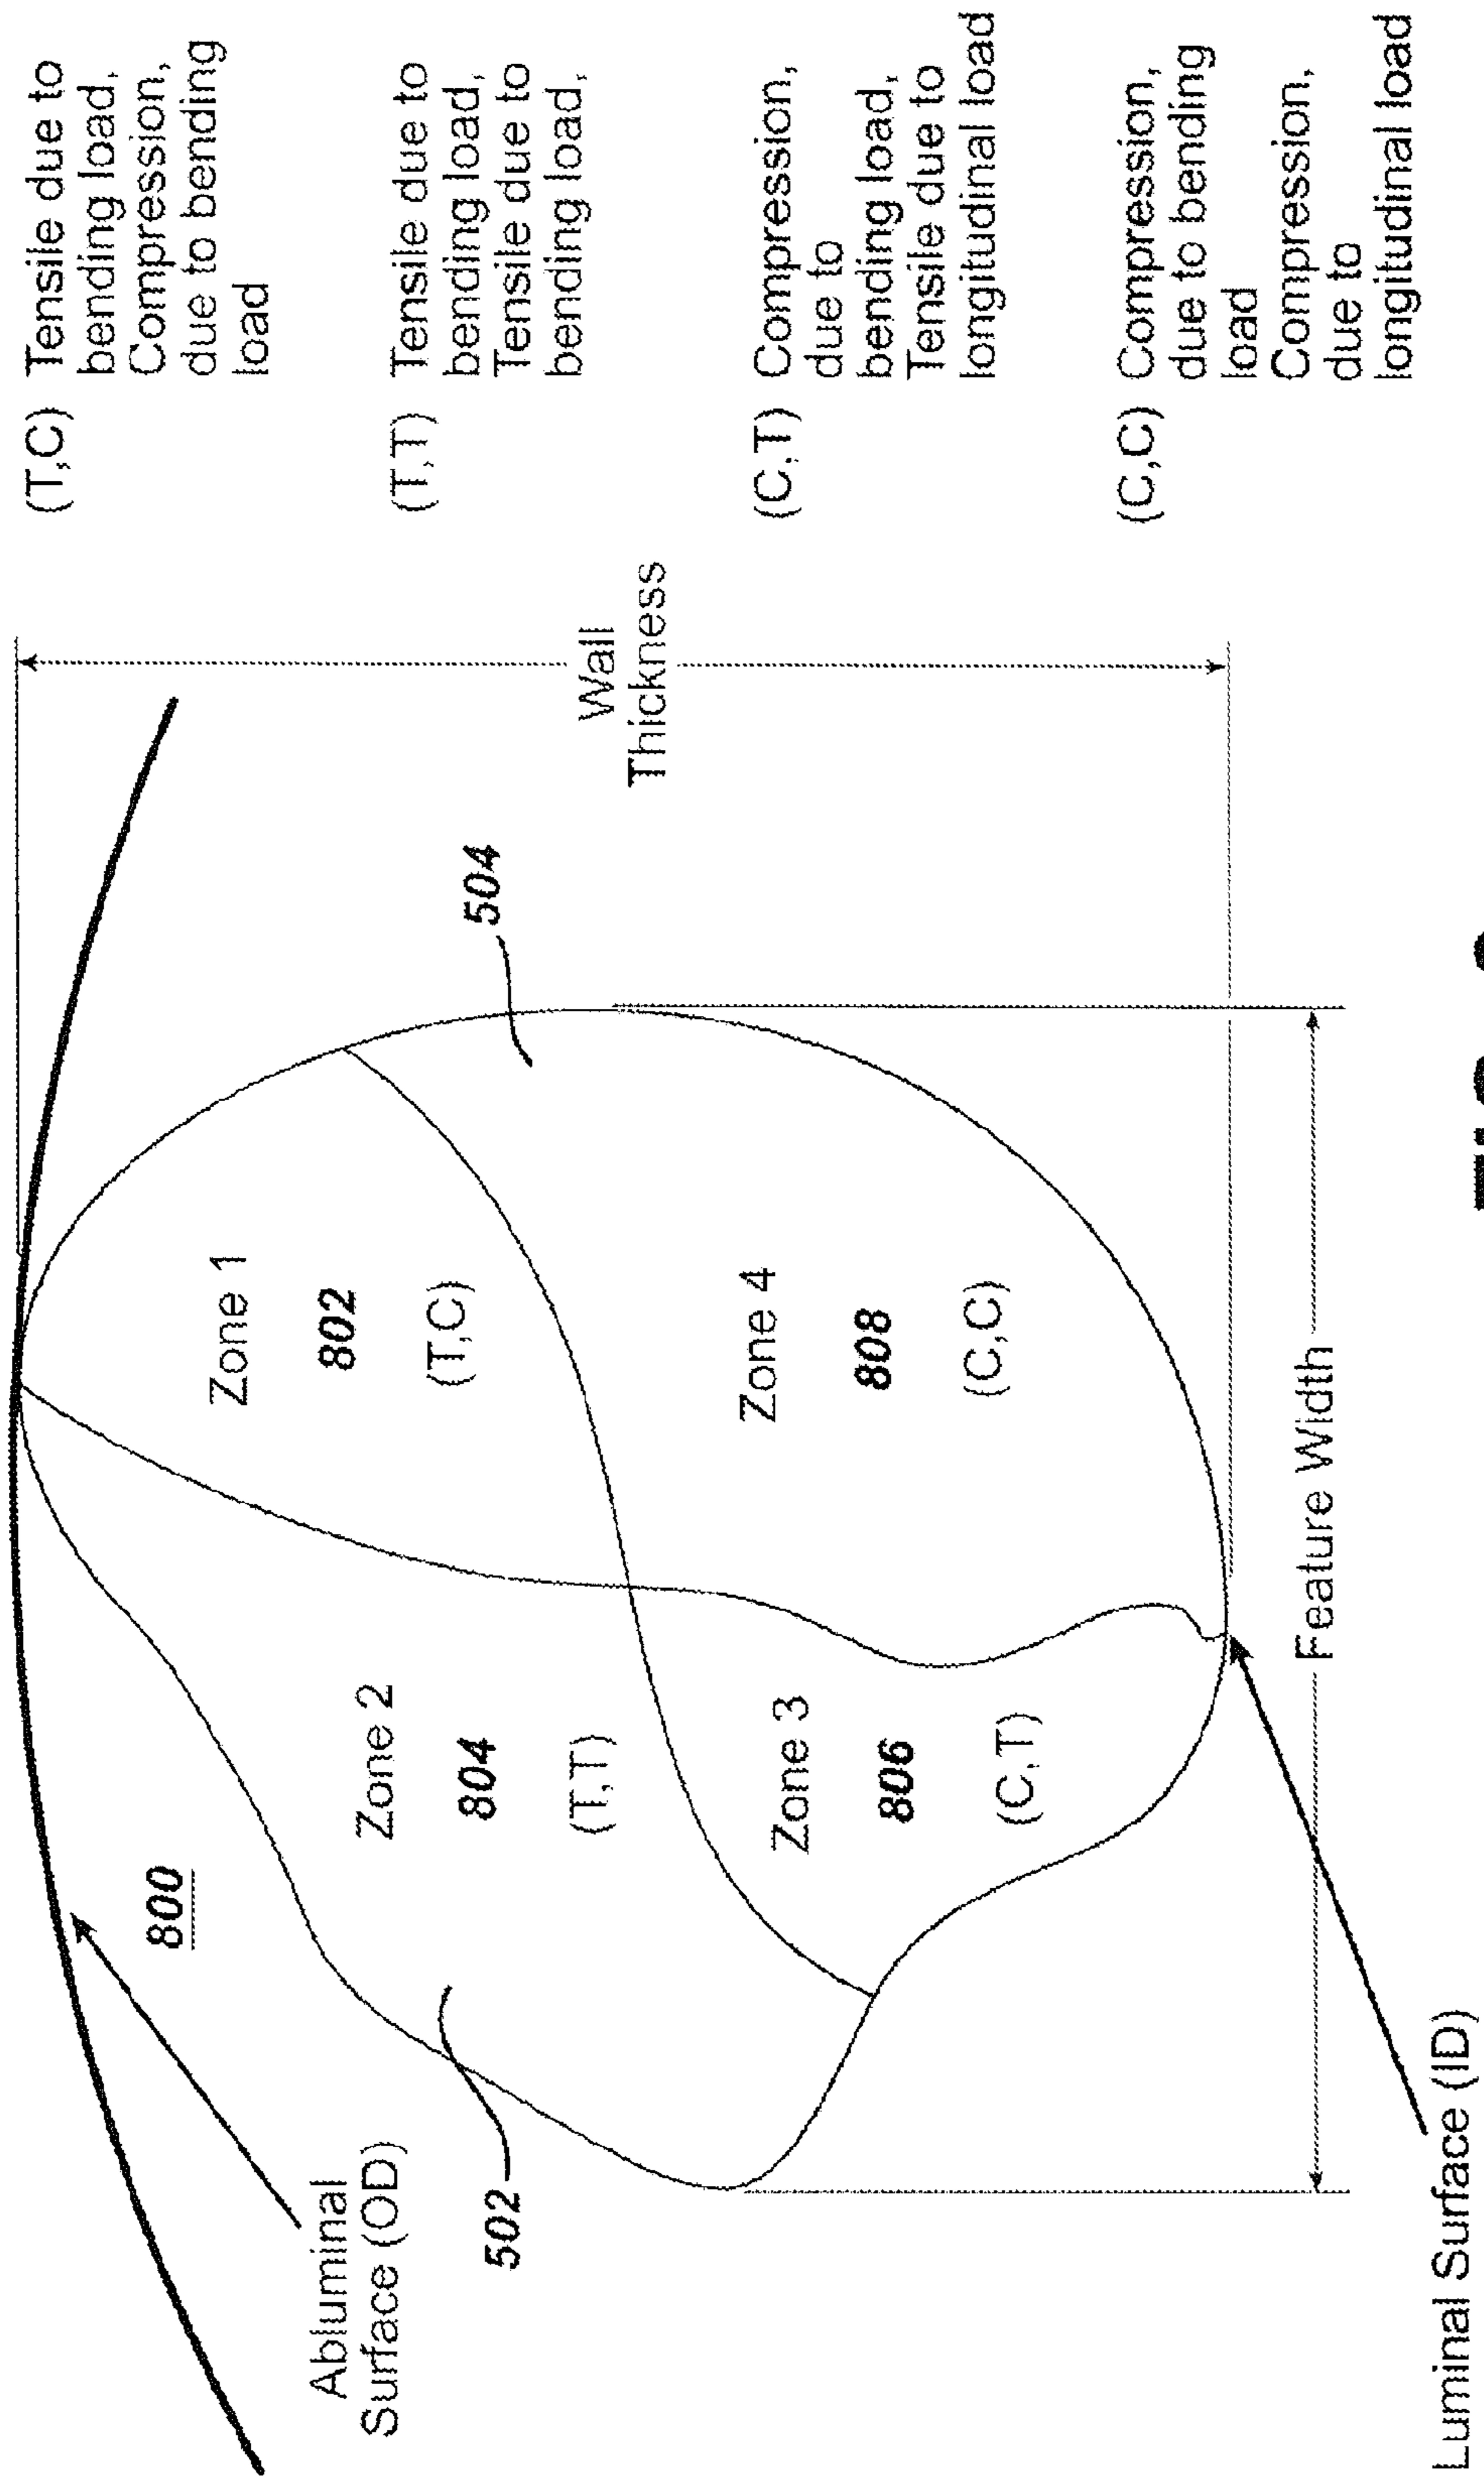 (T,C) Tensile due to
bending load,
Compression,
due to bending
load
(T,T) Tensile due to
bending load,
Tensile due to
bending load,
(C,T) Compression,
due to
bending load,
Tensile due to
longitudinal load
(C,C) Compression,
due to bending
load
Compression,
due to
longitudinal load
Wall
Thickness
504
Zone 1
802
(T,C)
Zone 4
808
(C,C)
Zone 2
804
(T,T)
Zone 3
806
(C,T)
800
502
Abluminal
Surface (OD)
Feature Width
Luminal Surface (ID)